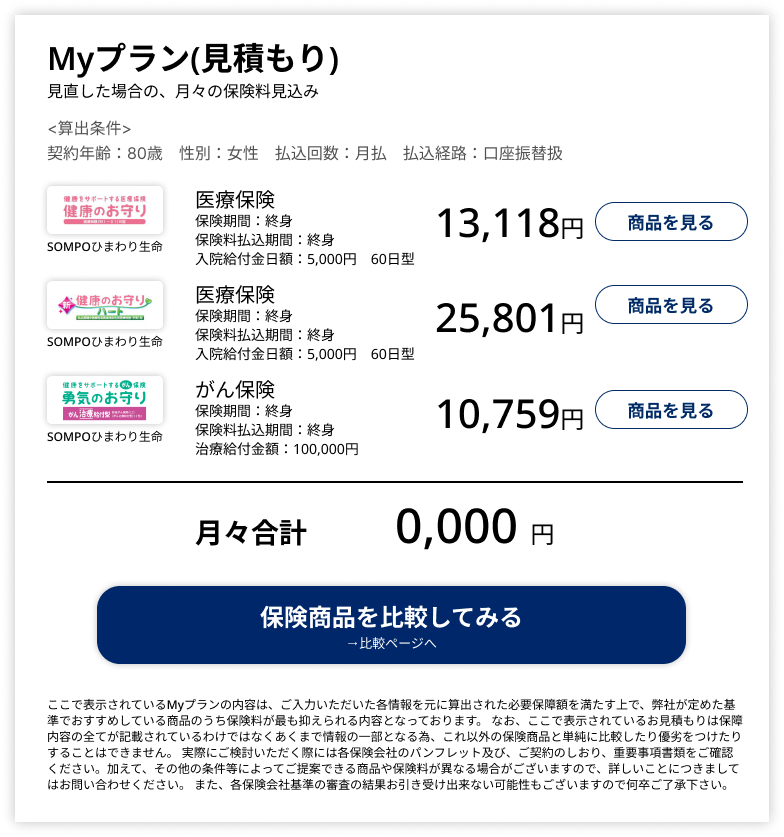 Myプラン(見積もり)
見直した場合の、月々の保険料見込み
<算出条件>
契約年齢：80歳　性別：女性　払込回数：月払　払込経路：口座振替扱
健康をサポートする医療保険
健康のお守り
SOMPOひまわり生命
医療保険
保険期間：終身
保険料払込期間：終身
入院給付金日額：5,000円　60日型
13,118円
商品を見る
新 健康のお守り
ハート
SOMPOひまわり生命
医療保険
保険期間：終身
保険料払込期間：終身
入院給付金日額：5,000円　60日型
25,801円
商品を見る
健康をサポートするがん保険
勇気のお守り
がん治療給付型
SOMPOひまわり生命
がん保険
保険期間：終身
保険料払込期間：終身
治療給付金額：100,000円
10,759円
商品を見る
月々合計　0,000 円
保険商品を比較してみる
→比較ページへ
ここで表示されているMyプランの内容は、ご入力いただいた各情報を元に算出された必要保障額を満たす上で、弊社が定めた基
準でおすすめしている商品のうち保険料が最も抑えられる内容となっております。 なお、ここで表示されているお見積もりは保障
内容の全てが記載されているわけではなくあくまで情報の一部となる為、これ以外の保険商品と単純に比較したり優劣をつけたり
することはできません。 実際にご検討いただく際には各保険会社のパンフレット及び、ご契約のしおり、重要事項書類をご確認
ください。加えて、その他の条件等によってご提案できる商品や保険料が異なる場合がございますので、詳しいことにつきまして
はお問い合わせください。 また、各保険会社基準の審査の結果お引き受け出来ない可能性もございますので何卒ご了承下さい。